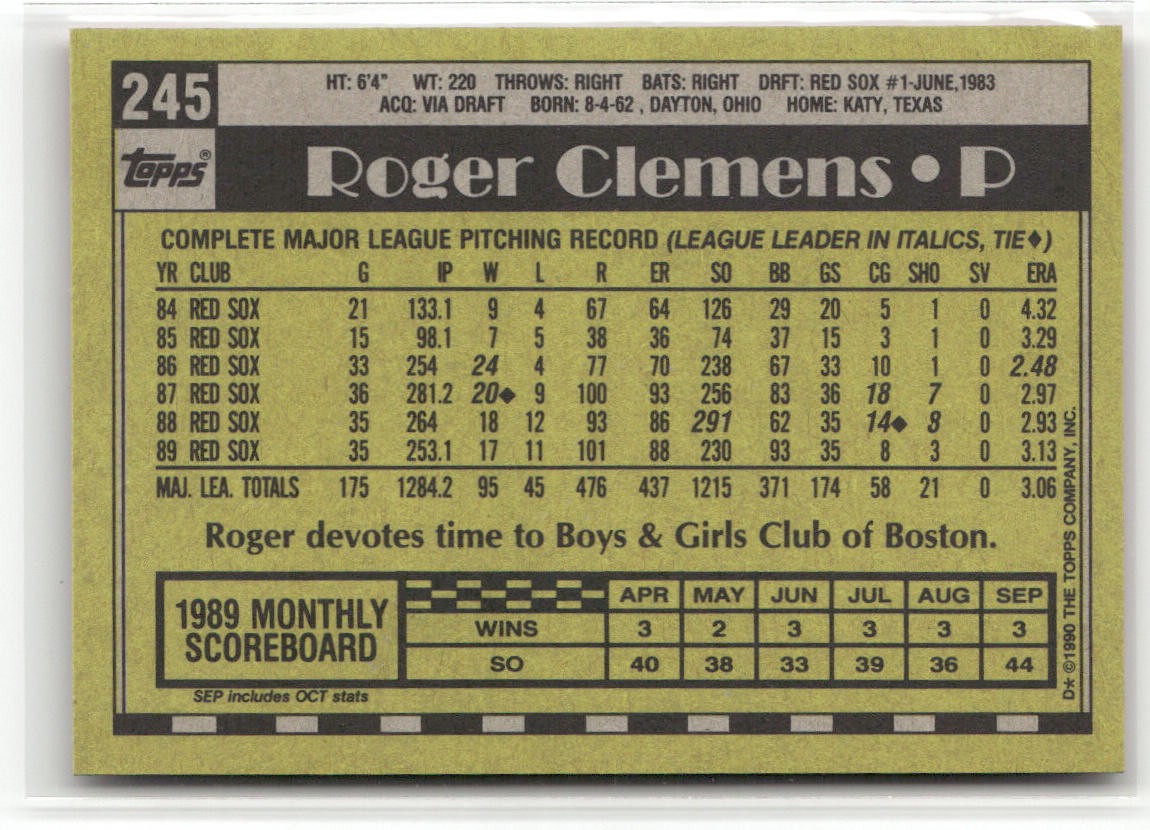 245
HT: 6'4" WT: 220 THROWS: RIGHT BATS: RIGHT DRFT: RED SOX #1-JUNE,1983
ACQ: VIA DRAFT BORN: 8-4-62 , DAYTON, OHIO HOME: KATY, TEXAS
topps®
Roger Clemens • P
COMPLETE MAJOR LEAGUE PITCHING RECORD (LEAGUE LEADER IN ITALICS, TIE♦)
YR CLUB G IP W L R ER SO BB GS CG SHO SV ERA
84 RED SOX 21 133.1 9 4 67 64 126 29 20 5 1 0 4.32
85 RED SOX 15 98.1 7 5 38 36 74 37 15 3 1 0 3.29
86 RED SOX 33 254 24 4 77 70 238 67 33 10 1 0 2.48
87 RED SOX 36 281.2 20♦ 9 100 93 256 83 36 18 7 0 2.97
88 RED SOX 35 264 18 12 93 86 291 62 35 14♦ 8 0 2.93
89 RED SOX 35 253.1 17 11 101 88 230 93 35 8 3 0 3.13
MAJ. LEA. TOTALS 175 1284.2 95 45 476 437 1215 371 174 58 21 0 3.06
Roger devotes time to Boys & Girls Club of Boston.
1989 MONTHLY
SCOREBOARD
APR MAY JUN JUL AUG SEP
WINS 3 2 3 3 3 3
SO 40 38 33 39 36 44
SEP includes OCT stats
D* ©1990 THE TOPPS COMPANY, INC.